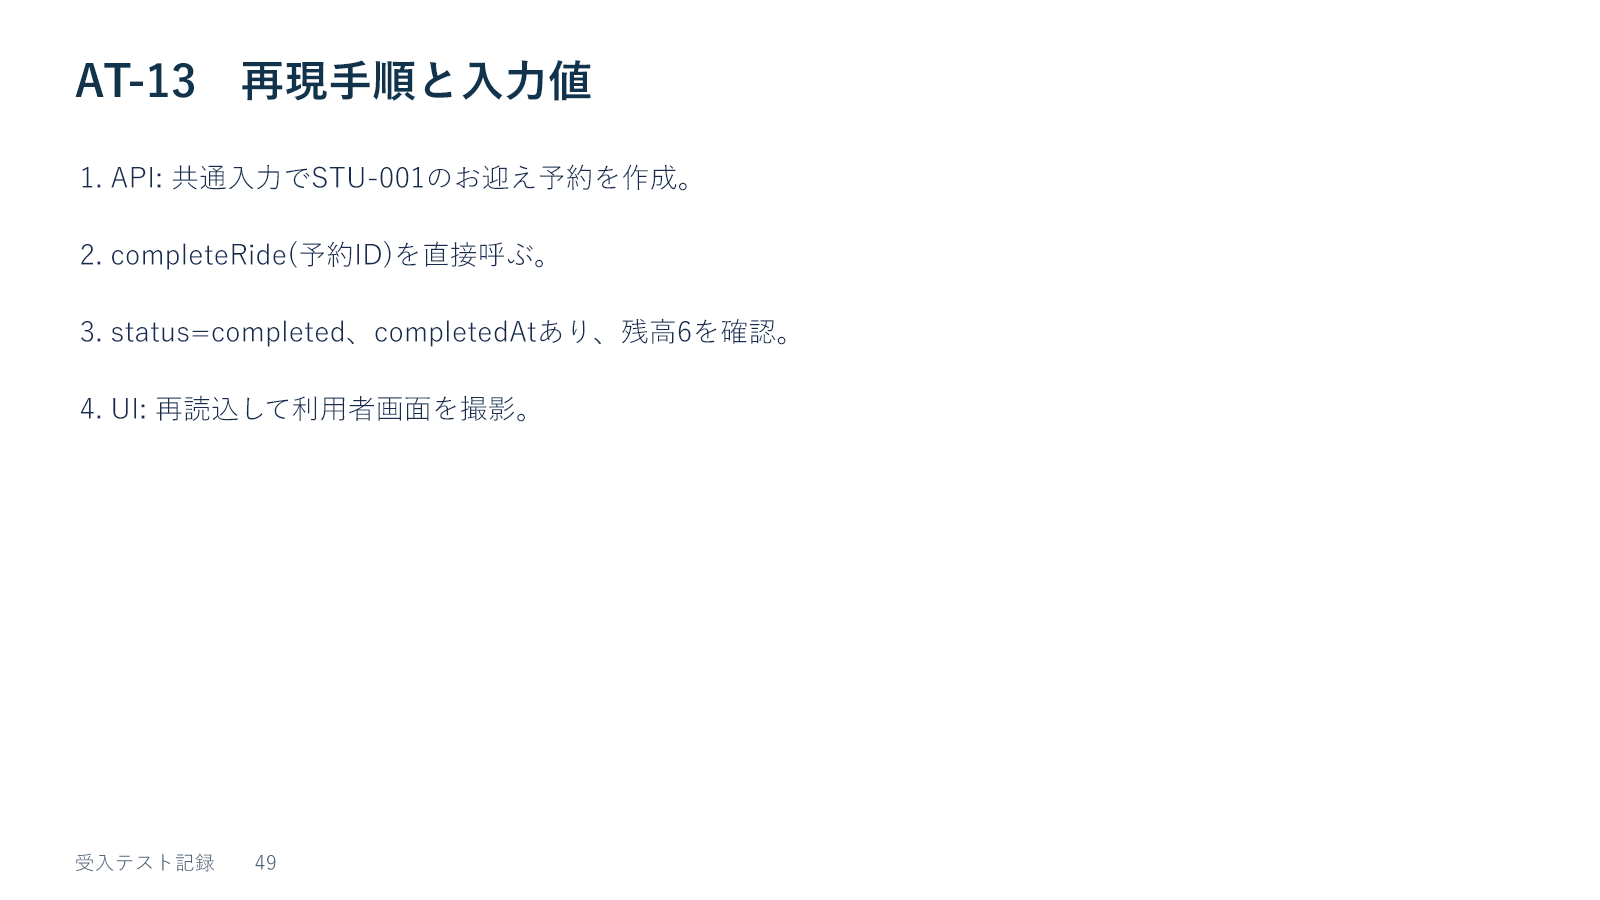 AT-13　再現手順と入力値
1. API: 共通入力でSTU-001のお迎え予約を作成。
2. completeRide(予約ID)を直接呼ぶ。
3. status=completed、completedAtあり、残高6を確認。
4. UI: 再読込して利用者画面を撮影。
受入テスト記録　　49